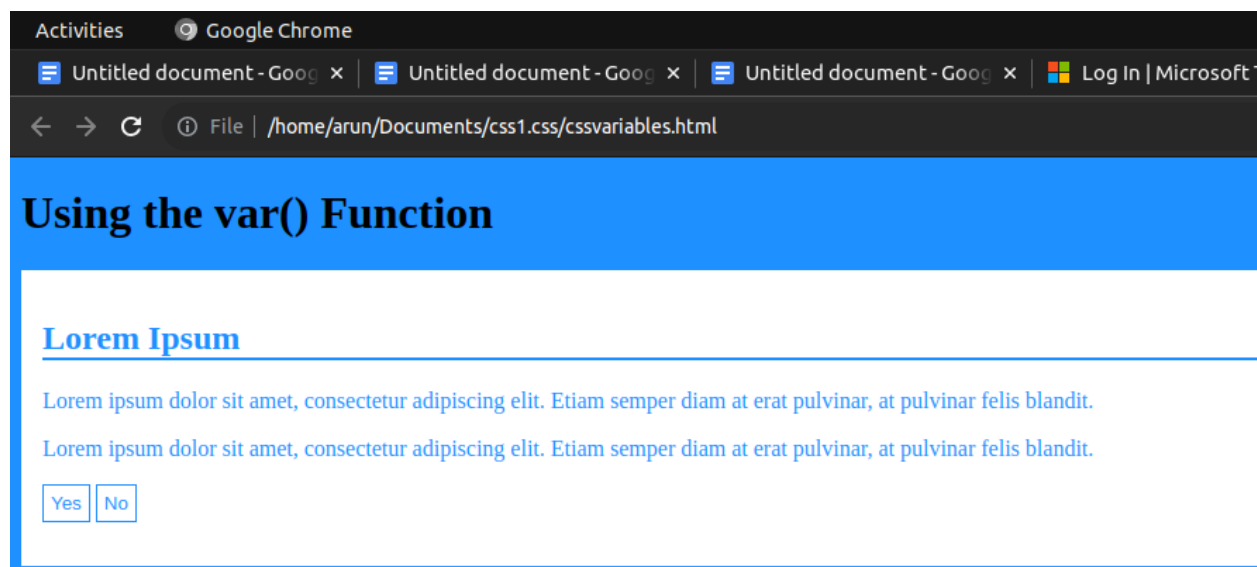 Activities Google Chrome
Untitled document - Goog × Untitled document - Goog × Untitled document - Goog × Log In | Microsoft
File | /home/arun/Documents/css1.css/cssvariables.html
Using the var() Function
Lorem Ipsum
Lorem ipsum dolor sit amet, consectetur adipiscing elit. Etiam semper diam at erat pulvinar, at pulvinar felis blandit.
Lorem ipsum dolor sit amet, consectetur adipiscing elit. Etiam semper diam at erat pulvinar, at pulvinar felis blandit.
Yes No